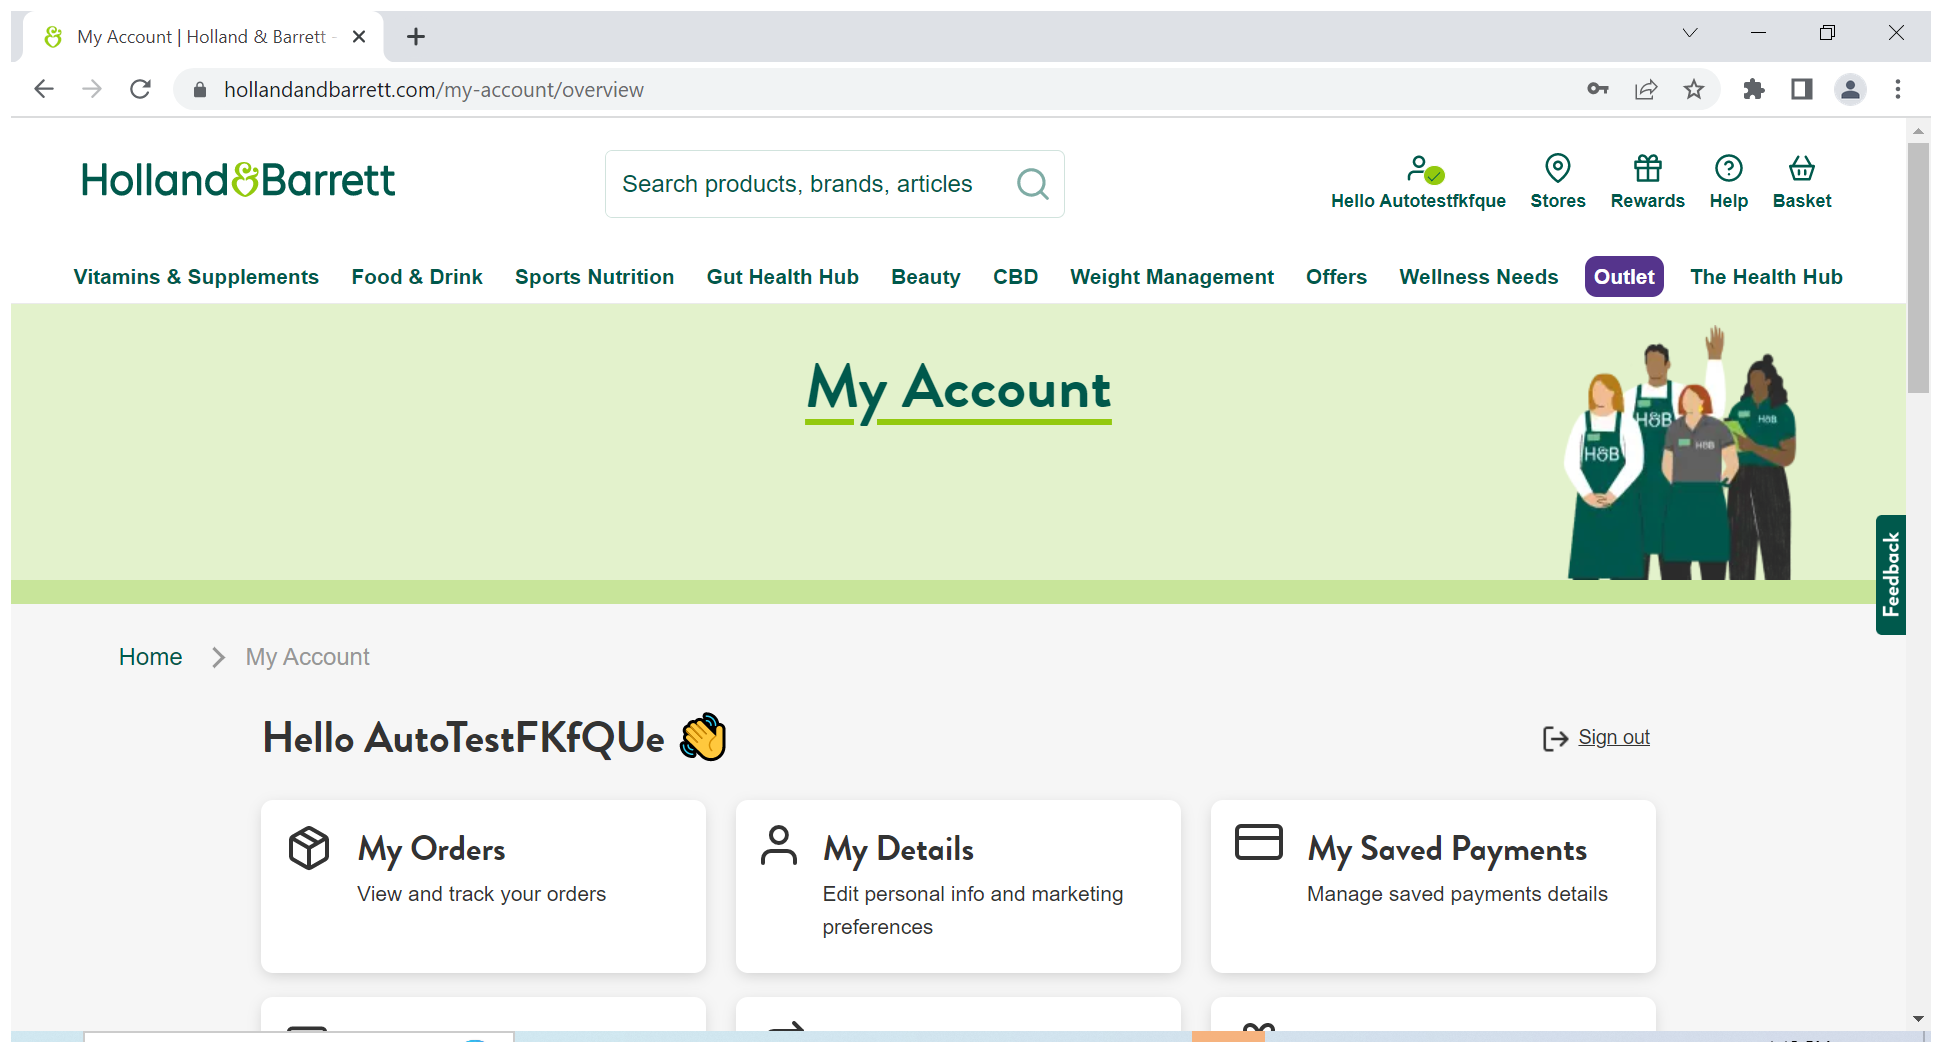 My Account | Holland & Barrett -
hollandandbarrett.com/my-account/overview
Holland&Barrett
Search products, brands, articles
Hello Autotestfkfque
Stores
Rewards
Help
Basket
Vitamins & Supplements
Food & Drink
Sports Nutrition
Gut Health Hub
Beauty
CBD
Weight Management
Offers
Wellness Needs
Outlet
The Health Hub
My Account
H&B
H&B
H&B
H&B
Feedback
Home
My Account
Hello AutoTestFKfQUe
Sign out
My Orders
View and track your orders
My Details
Edit personal info and marketing
preferences
My Saved Payments
Manage saved payments details